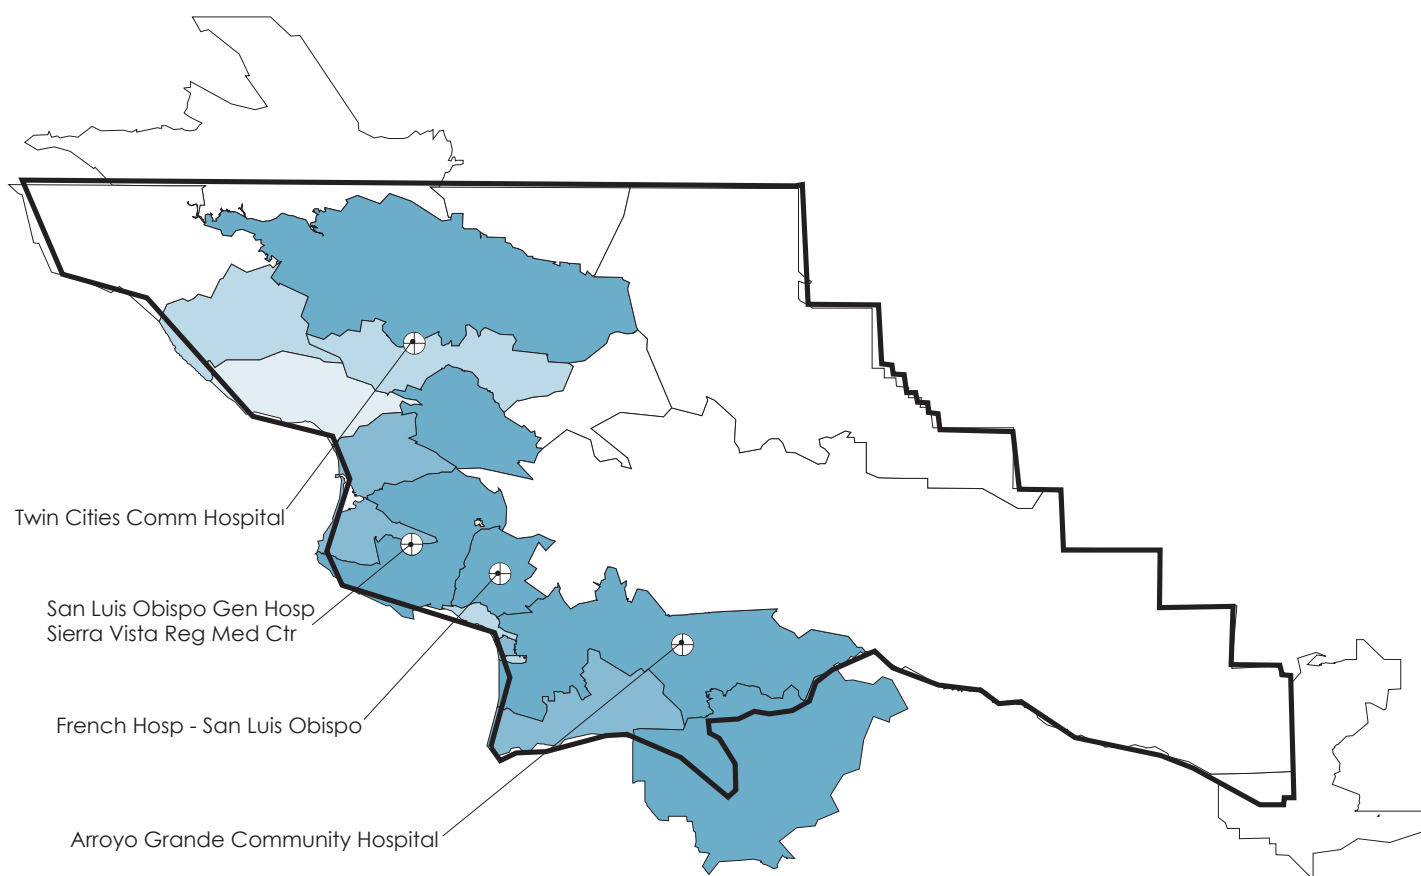 Twin Cities Comm Hospital
San Luis Obispo Gen Hosp
Sierra Vista Reg Med Ctr
French Hosp - San Luis Obispo
Arroyo Grande Community Hospital